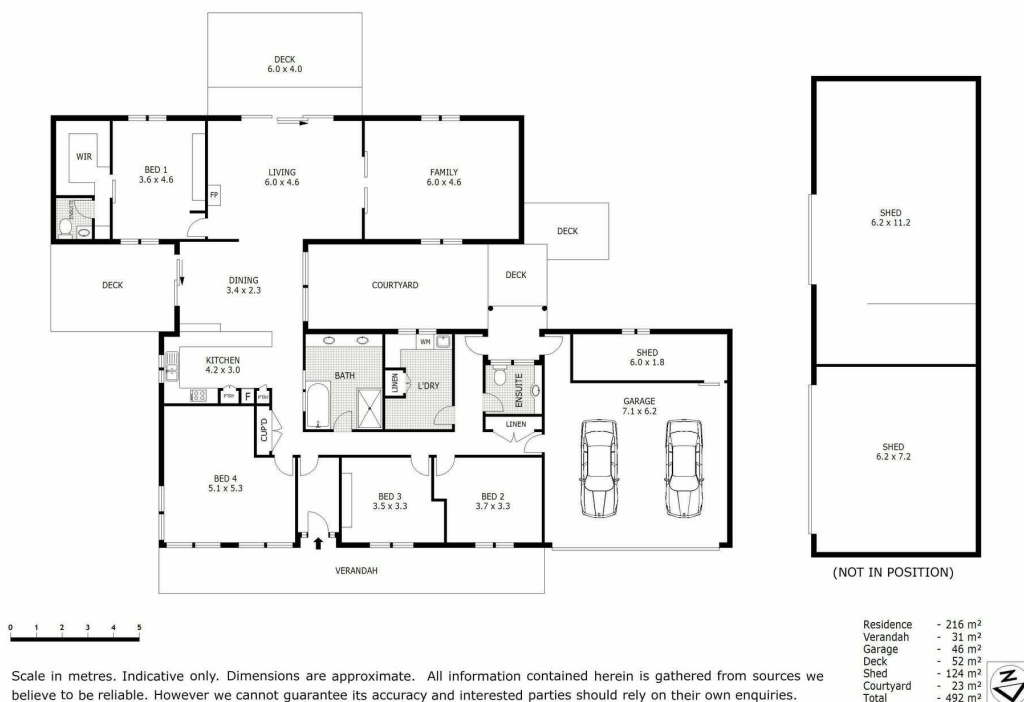 DECK
6.0 x 4.0
WIR
BED 1
3.6 x 4.6
LIVING
6.0 x 4.6
FP
FAMILY
6.0 x 4.6
ENSUITE
DECK
DECK
DINING
3.4 x 2.3
COURTYARD
DECK
KITCHEN
4.2 x 3.0
P'TRY
F
P'TRY
BATH
WM
LINEN
L'DRY
ENSUITE
LINEN
SHED
6.0 x 1.8
GARAGE
7.1 x 6.2
CUP'D
BED 4
5.1 x 5.3
BED 3
3.5 x 3.3
BED 2
3.7 x 3.3
VERANDAH
SHED
6.2 x 11.2
SHED
6.2 x 7.2
(NOT IN POSITION)
0 1 2 3 4 5
Residence - 216 m²
Verandah - 31 m²
Garage - 46 m²
Deck - 52 m²
Shed - 124 m²
Courtyard - 23 m²
Total - 492 m²
N
Scale in metres. Indicative only. Dimensions are approximate. All information contained herein is gathered from sources we
believe to be reliable. However we cannot guarantee its accuracy and interested parties should rely on their own enquiries.